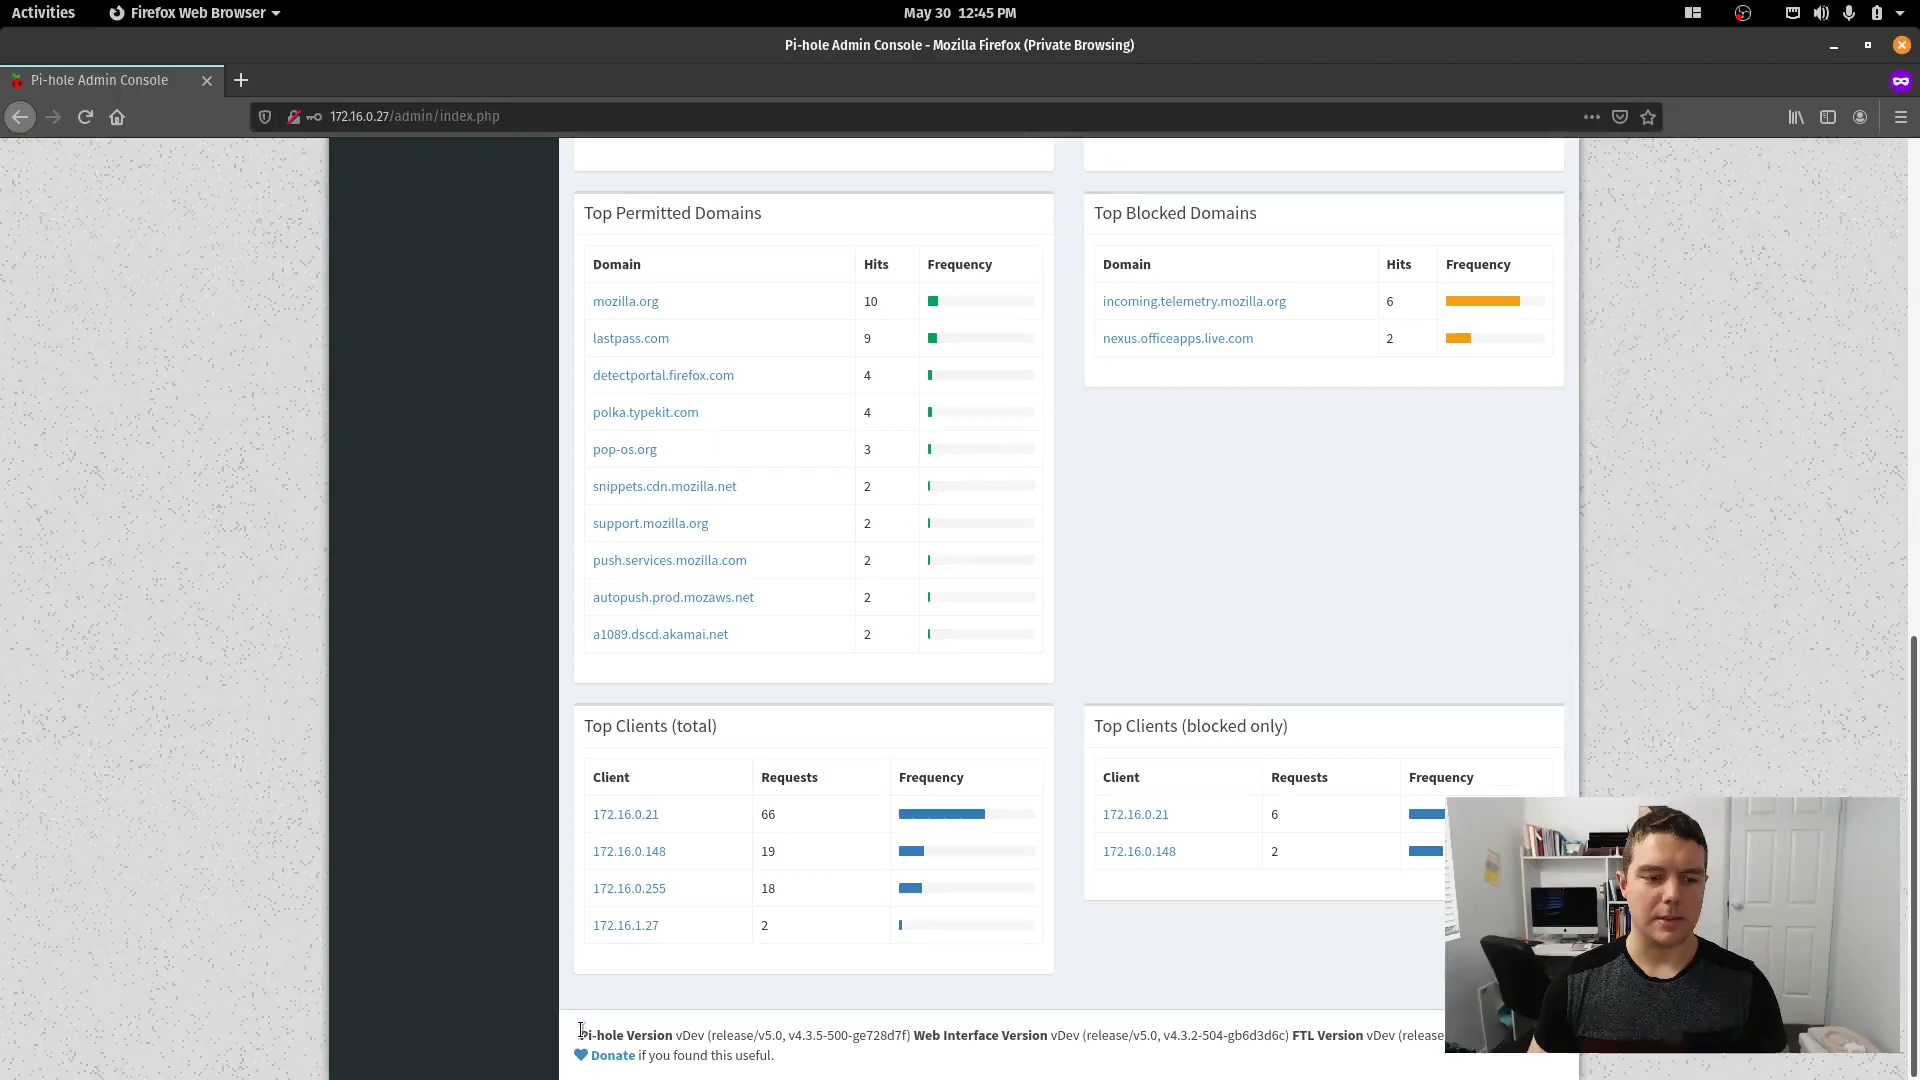 Activities Firefox Web Browser May 30 12:45 PM
Pi-hole Admin Console - Mozilla Firefox (Private Browsing)
Pi-hole Admin Console
172.16.0.27/admin/index.php
Top Permitted Domains
Domain Hits Frequency
mozilla.org 10
lastpass.com 9
detectportal.firefox.com 4
polka.typekit.com 4
pop-os.org 3
snippets.cdn.mozilla.net 2
support.mozilla.org 2
push.services.mozilla.com 2
autopush.prod.mozaws.net 2
a1089.dscd.akamai.net 2
Top Blocked Domains
Domain Hits Frequency
incoming.telemetry.mozilla.org 6
nexus.officeapps.live.com 2
Top Clients (total)
Client Requests Frequency
172.16.0.21 66
172.16.0.148 19
172.16.0.255 18
172.16.1.27 2
Top Clients (blocked only)
Client Requests Frequency
172.16.0.21 6
172.16.0.148 2
Pi-hole Version vDev (release/v5.0, v4.3.5-500-ge728d7f) Web Interface Version vDev (release/v5.0, v4.3.2-504-gb6d3d6c) FTL Version vDev (release
Donate if you found this useful.